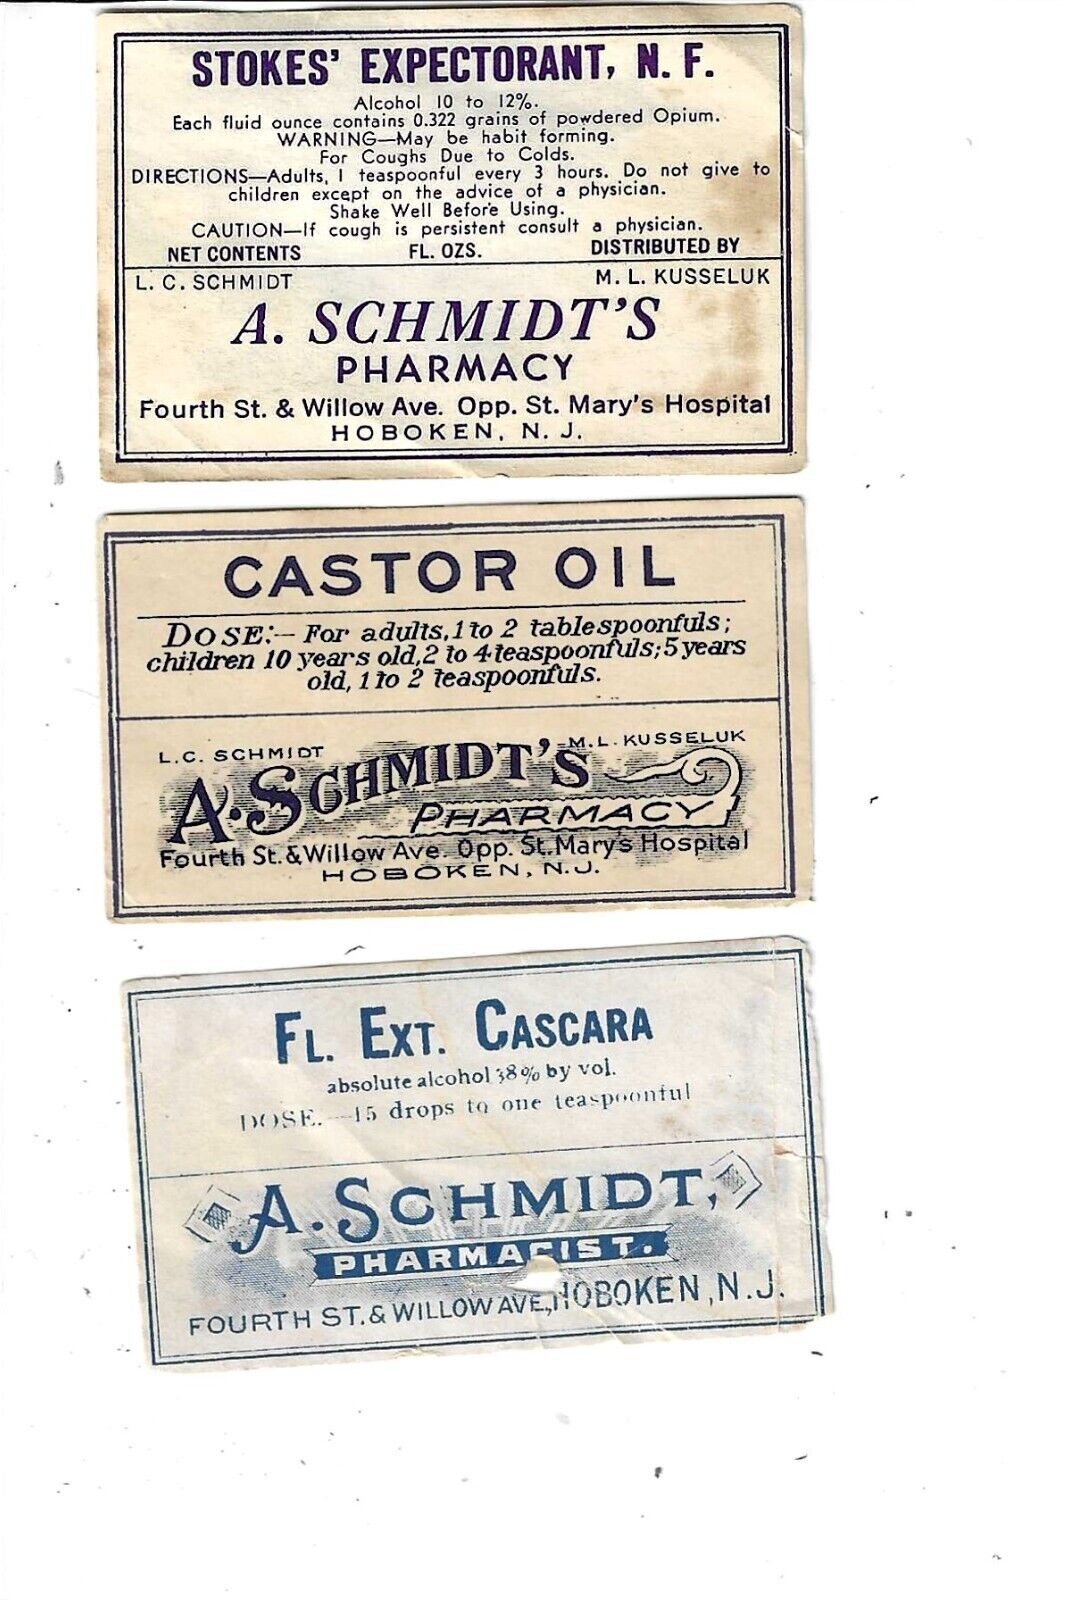 STOKES' EXPECTORANT, N. F.
Alcohol 10 to 12%.
Each fluid ounce contains 0.322 grains of powdered Opium.
WARNING—May be habit forming.
For Coughs Due to Colds.
DIRECTIONS—Adults, 1 teaspoonful every 3 hours. Do not give to
children except on the advice of a physician.
Shake Well Before Using.
CAUTION—If cough is persistent consult a physician.
NET CONTENTS FL. OZS. DISTRIBUTED BY
L. C. SCHMIDT M. L. KUSSELUK
A. SCHMIDT'S
PHARMACY
Fourth St. & Willow Ave. Opp. St. Mary's Hospital
HOBOKEN, N. J.
CASTOR OIL
DOSE:— For adults, 1 to 2 tablespoonfuls;
children 10 years old, 2 to 4 teaspoonfuls; 5 years
old, 1 to 2 teaspoonfuls.
L.C. SCHMIDT M.L. KUSSELUK
A. SCHMIDT'S
PHARMACY
Fourth St. & Willow Ave. Opp. St. Mary's Hospital
HOBOKEN, N.J.
FL. EXT. CASCARA
absolute alcohol 38% by vol.
DOSE.—15 drops to one teaspoonful
A. SCHMIDT,
PHARMACIST.
FOURTH ST. & WILLOW AVE., HOBOKEN, N.J.